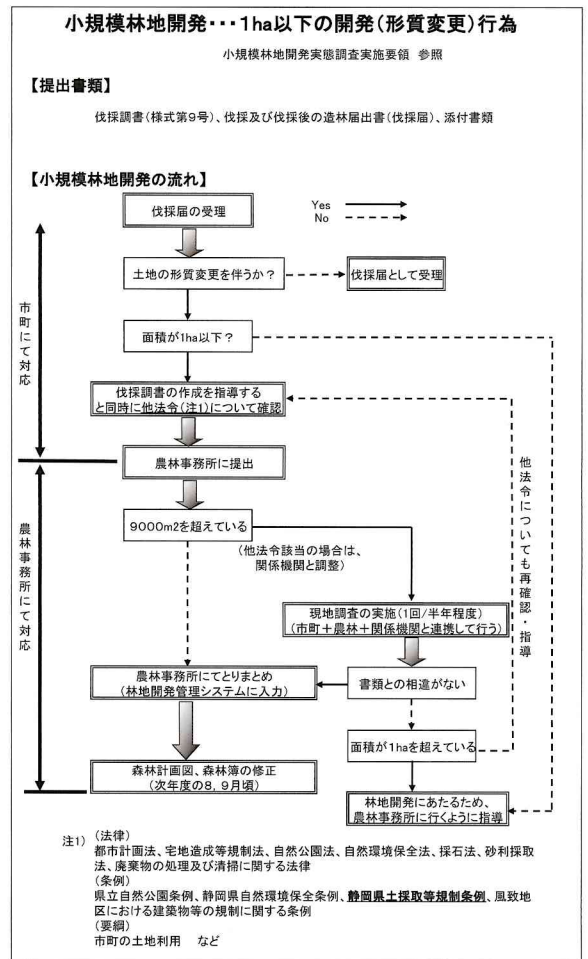 小規模林地開発・・・1ha以下の開発（形質変更）行為
小規模林地開発実態調査実施要領 参照
【提出書類】
伐採調書（様式第9号）、伐採及び伐採後の造林届出書（伐採届）、添付書類
【小規模林地開発の流れ】
Yes
No
伐採届の受理
土地の形質変更を伴うか？
伐採届として受理
面積が1ha以下？
市町にて対応
伐採調書の作成を指導する
と同時に他法令（注1）について確認
農林事務所に提出
農林事務所にて対応
9000m2を超えている
（他法令該当の場合は、
関係機関と調整）
他法令についても再確認・指導
現地調査の実施（1回/半年程度）
（市町＋農林＋関係機関と連携して行う）
農林事務所にてとりまとめ
（林地開発管理システムに入力）
書類との相違がない
面積が1haを超えている
森林計画図、森林簿の修正
（次年度の8，9月頃）
林地開発にあたるため、
農林事務所に行くように指導
注1）（法律）
都市計画法、宅地造成等規制法、自然公園法、自然環境保全法、採石法、砂利採取
法、廃棄物の処理及び清掃に関する法律
（条例）
県立自然公園条例、静岡県自然環境保全条例、静岡県土採取等規制条例、風致地
区における建築物等の規制に関する条例
（要綱）
市町の土地利用　など